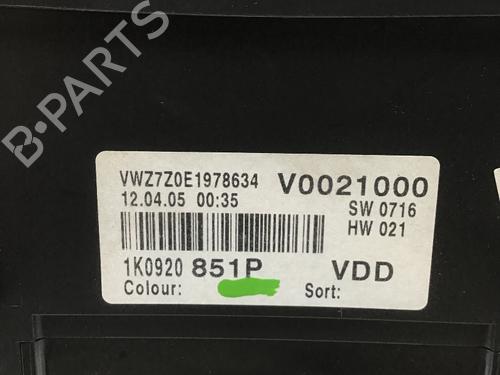 B-PARTS
VWZ7Z0E1978634 V0021000
12.04.05 00:35 SW 0716
HW 021
1K0920 851P VDD
Colour: Sort: